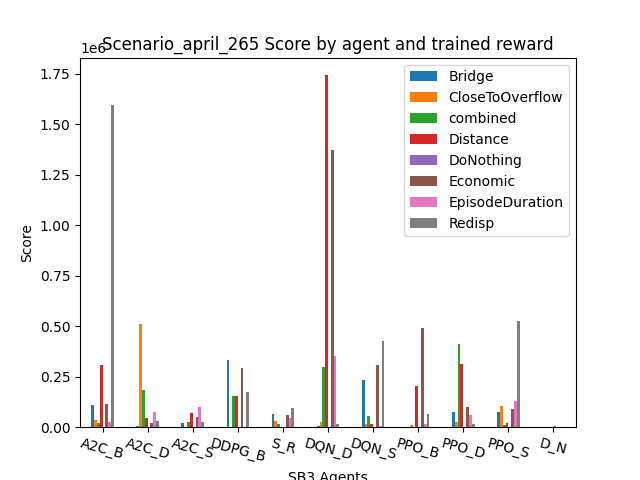 Scenario_april_265 Score by agent and trained reward
1e6
1.75
1.50
1.25
1.00
0.75
0.50
0.25
0.00
Score
Bridge
CloseToOverflow
combined
Distance
DoNothing
Economic
EpisodeDuration
Redisp
A2C_B
A2C_D
A2C_S
DDPG_B
S_R
DQN_D
DQN_S
PPO_B
PPO_D
PPO_S
D_N
SB3 Agents